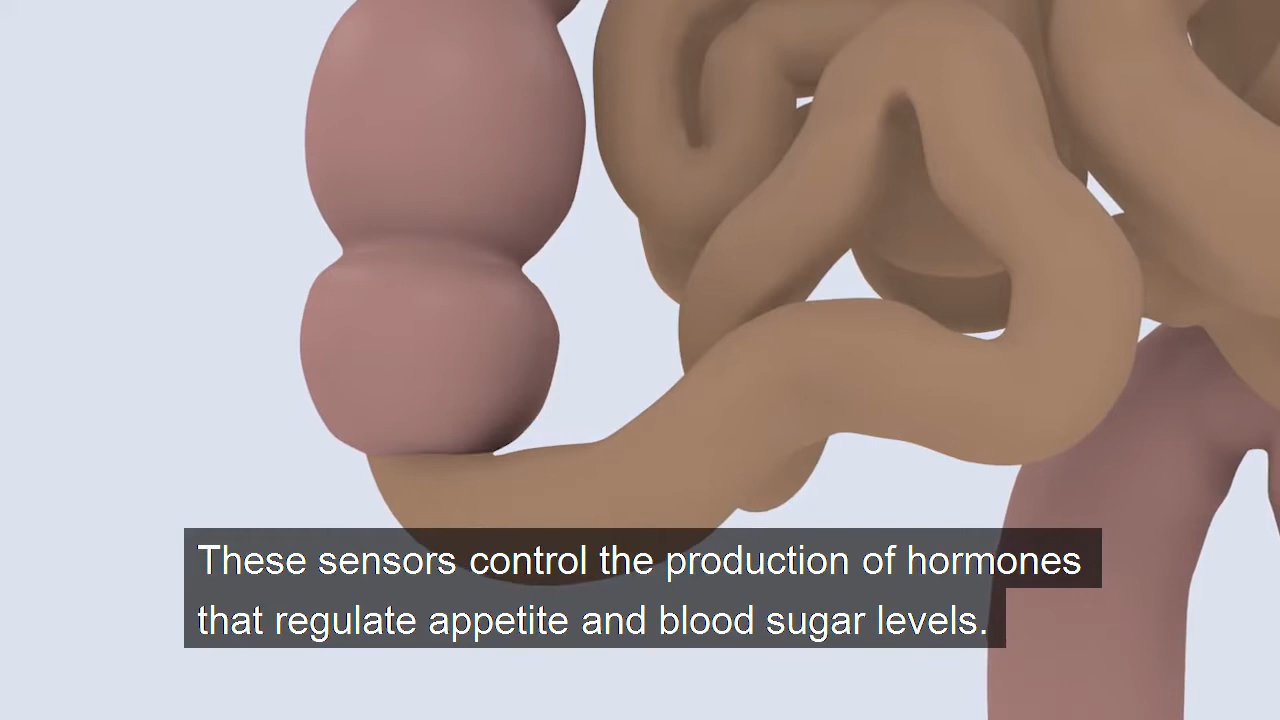 These sensors control the production of hormones
that regulate appetite and blood sugar levels.